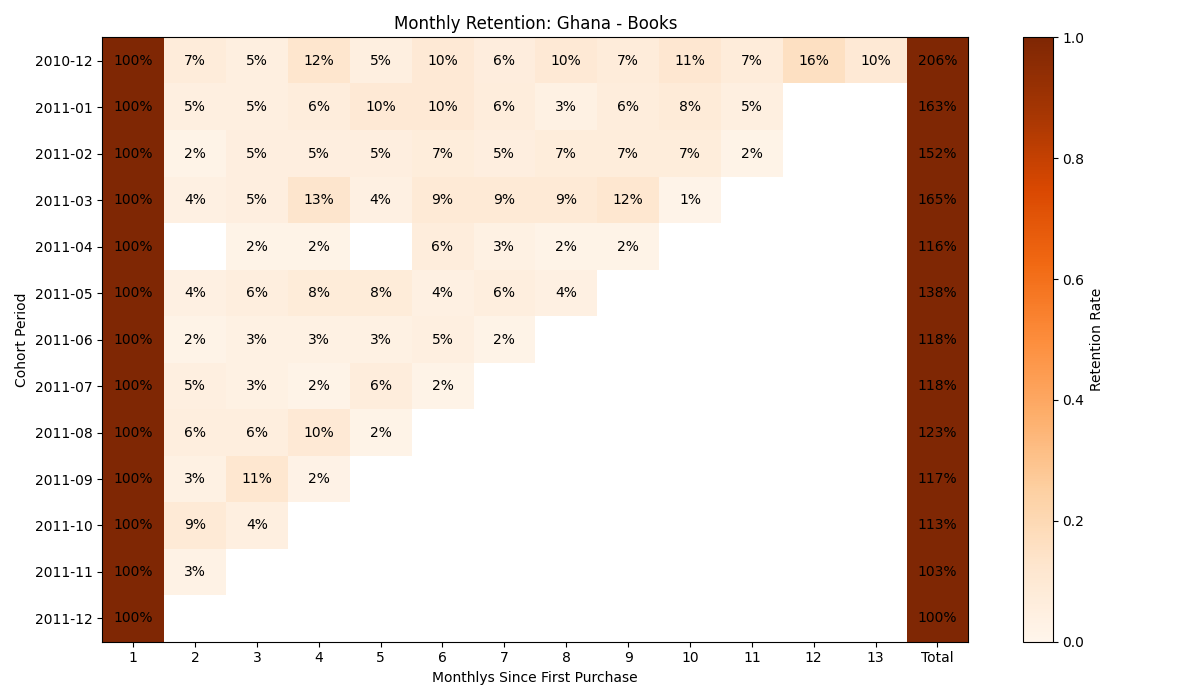 Monthly Retention: Ghana - Books
2010-12 100% 7% 5% 12% 5% 10% 6% 10% 7% 11% 7% 16% 10% 206%
2011-01 100% 5% 5% 6% 10% 10% 6% 3% 6% 8% 5% 163%
2011-02 100% 2% 5% 5% 5% 7% 5% 7% 7% 7% 2% 152%
2011-03 100% 4% 5% 13% 4% 9% 9% 9% 12% 1% 165%
2011-04 100% 2% 2% 6% 3% 2% 2% 116%
2011-05 100% 4% 6% 8% 8% 4% 6% 4% 138%
2011-06 100% 2% 3% 3% 3% 5% 2% 118%
2011-07 100% 5% 3% 2% 6% 2% 118%
2011-08 100% 6% 6% 10% 2% 123%
2011-09 100% 3% 11% 2% 117%
2011-10 100% 9% 4% 113%
2011-11 100% 3% 103%
2011-12 100% 100%
1 2 3 4 5 6 7 8 9 10 11 12 13 Total
Monthlys Since First Purchase
Cohort Period
1.0
0.8
0.6
0.4
0.2
0.0
Retention Rate